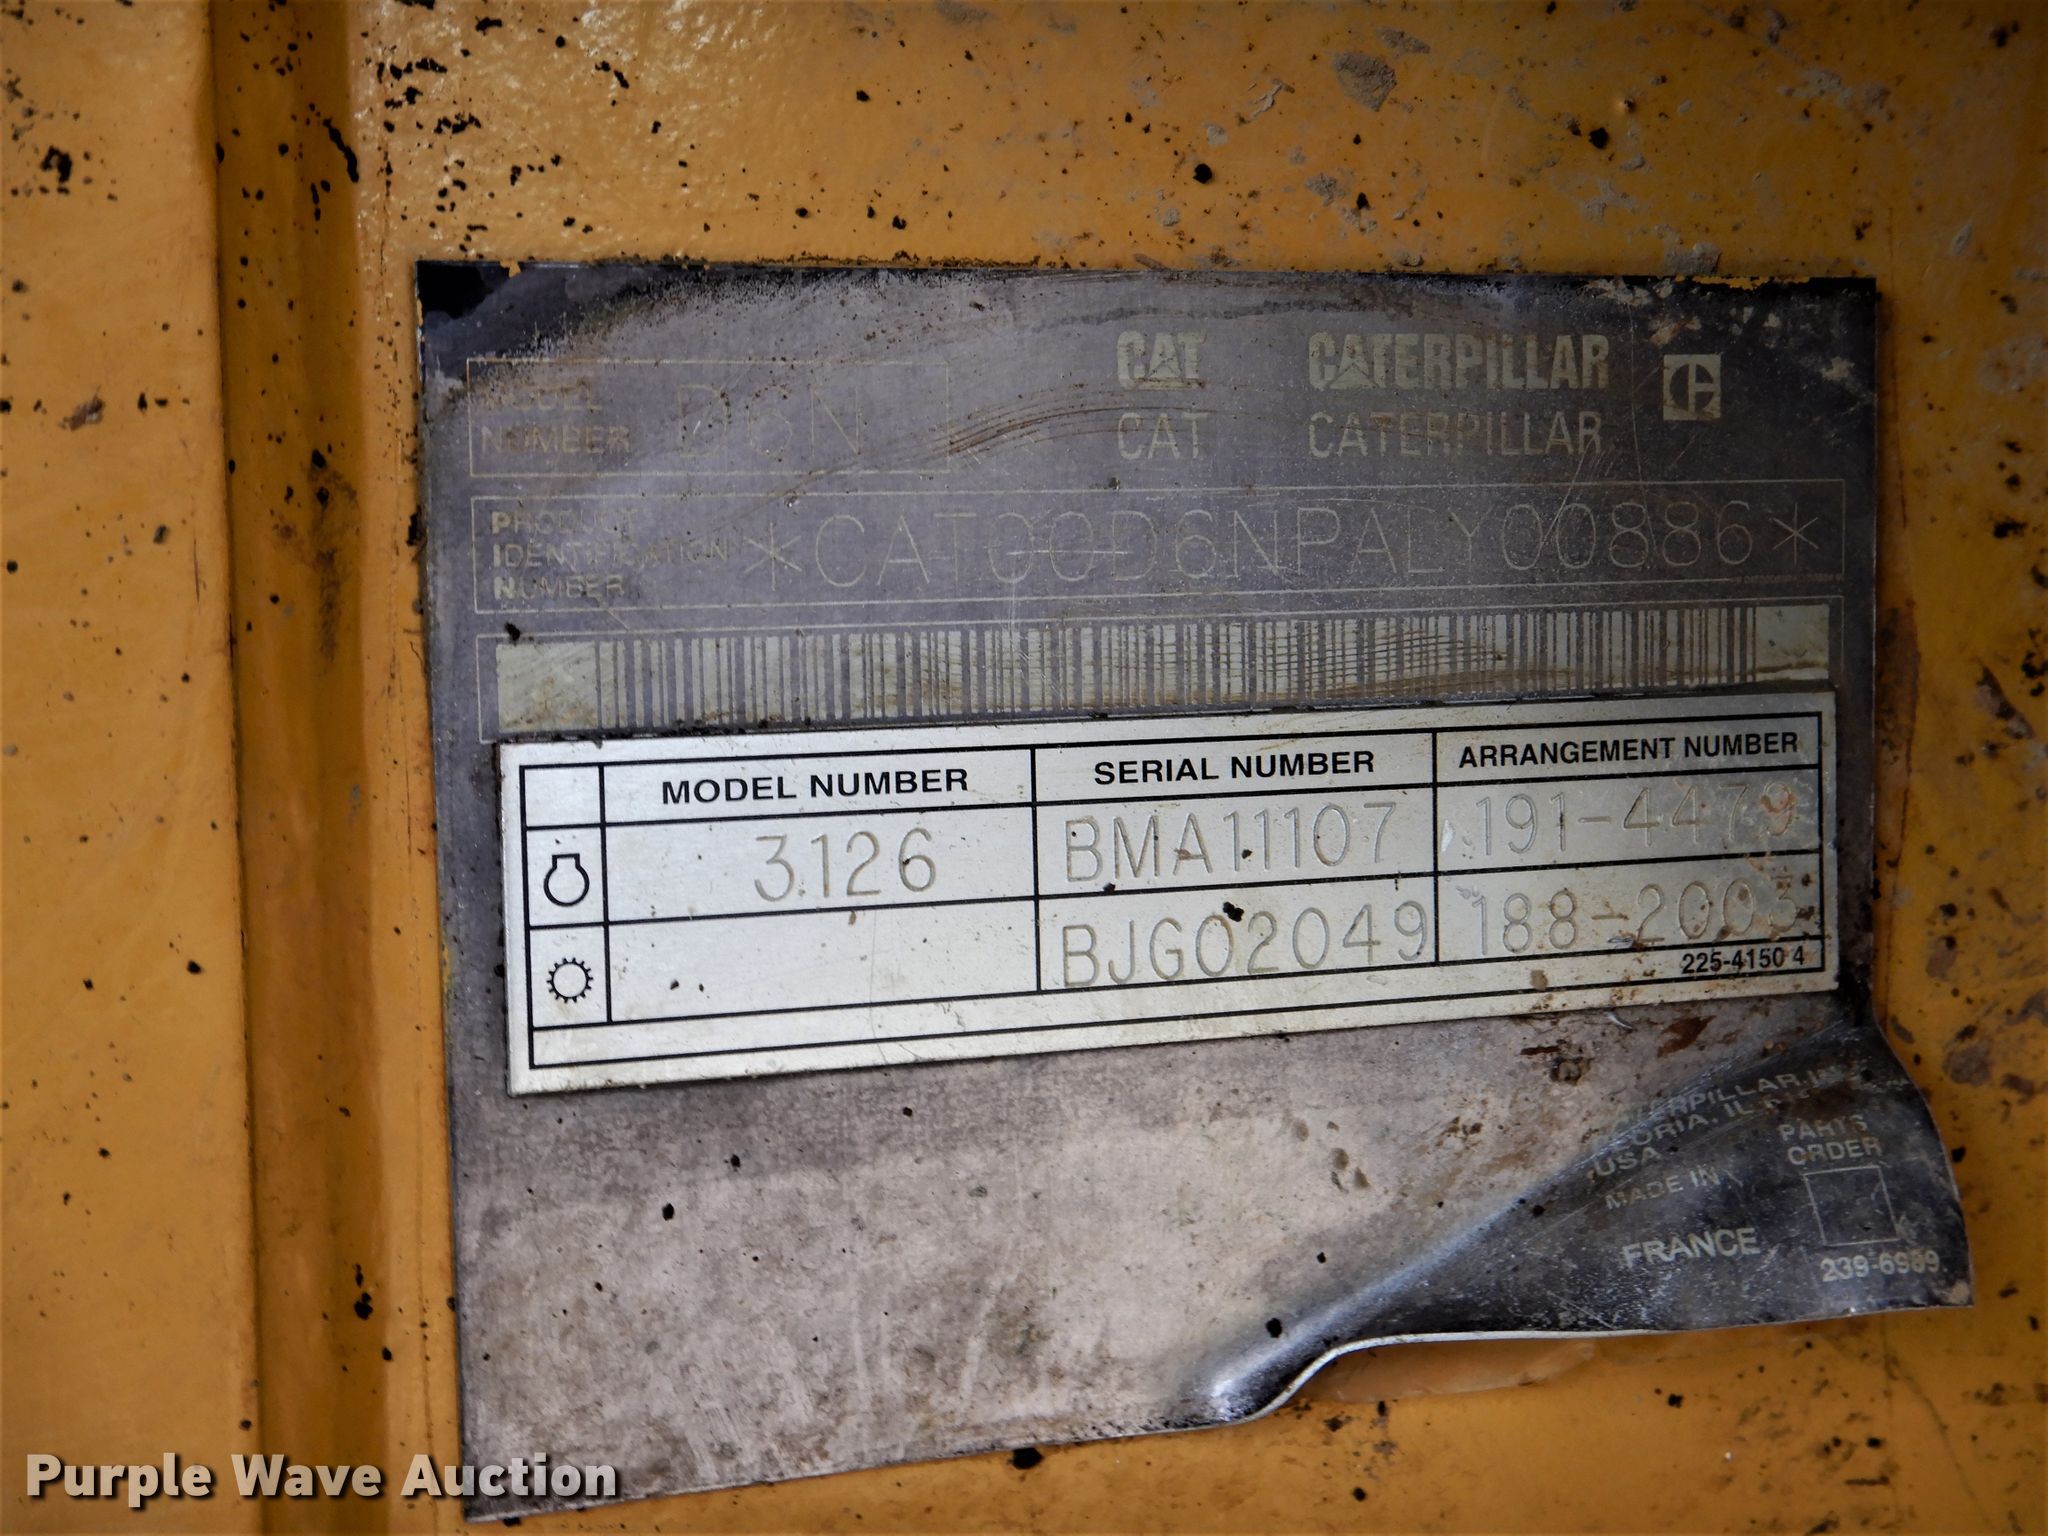 CAT CATERPILLAR
MODEL
NUMBER D6N
CAT CATERPILLAR
PRODUCT
IDENTIFICATION
NUMBER
*CAT00D6NPALY00886*
MODEL NUMBER SERIAL NUMBER ARRANGEMENT NUMBER
3126 BMA11107 191-4479
BJG02049 188-2003
225-4150 4
USA
MADE IN
FRANCE
PARTS
ORDER
239-6989
Purple Wave Auction